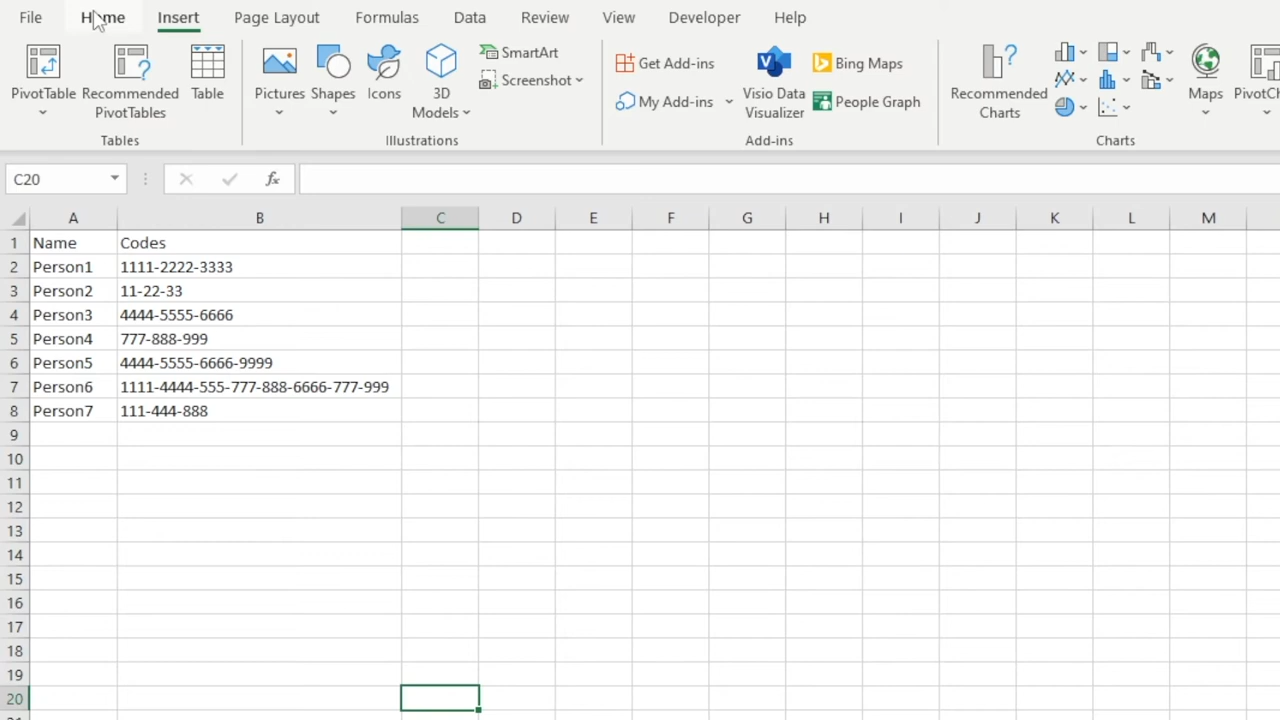 File Home Insert Page Layout Formulas Data Review View Developer Help
PivotTable Recommended PivotTables Table
Tables
Pictures Shapes Icons 3D Models SmartArt Screenshot
Illustrations
Get Add-ins My Add-ins Visio Data Visualizer Bing Maps People Graph
Add-ins
Recommended Charts Maps
Charts
C20 fx
A B C D E F G H I J K L M
1 Name Codes
2 Person1 1111-2222-3333
3 Person2 11-22-33
4 Person3 4444-5555-6666
5 Person4 777-888-999
6 Person5 4444-5555-6666-9999
7 Person6 1111-4444-555-777-888-6666-777-999
8 Person7 111-444-888
9
10
11
12
13
14
15
16
17
18
19
20